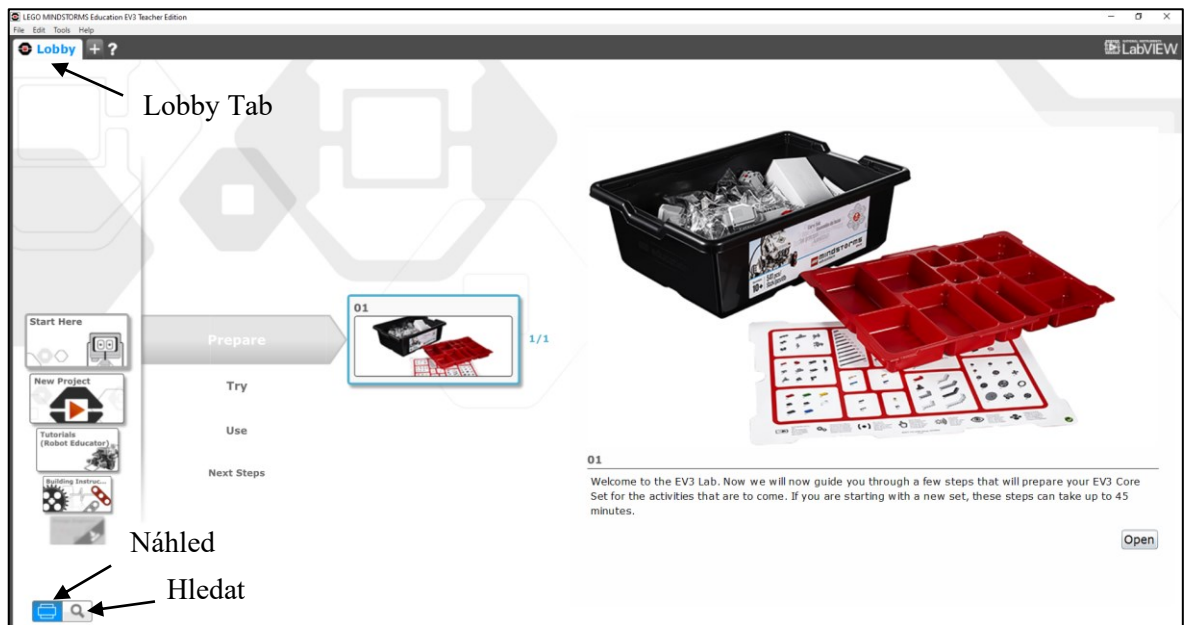 LEGO MINDSTORMS Education EV3 Teacher Edition
File Edit Tools Help
Lobby + ?
LabVIEW
Lobby Tab
Start Here
New Project
Tutorials
(Robot Educator)
Building Instruc...
Prepare
Try
Use
Next Steps
01
1/1
mindstorms
10+
01
Welcome to the EV3 Lab. Now we will now guide you through a few steps that will prepare your EV3 Core
Set for the activities that are to come. If you are starting with a new set, these steps can take up to 45
minutes.
Open
Náhled
Hledat